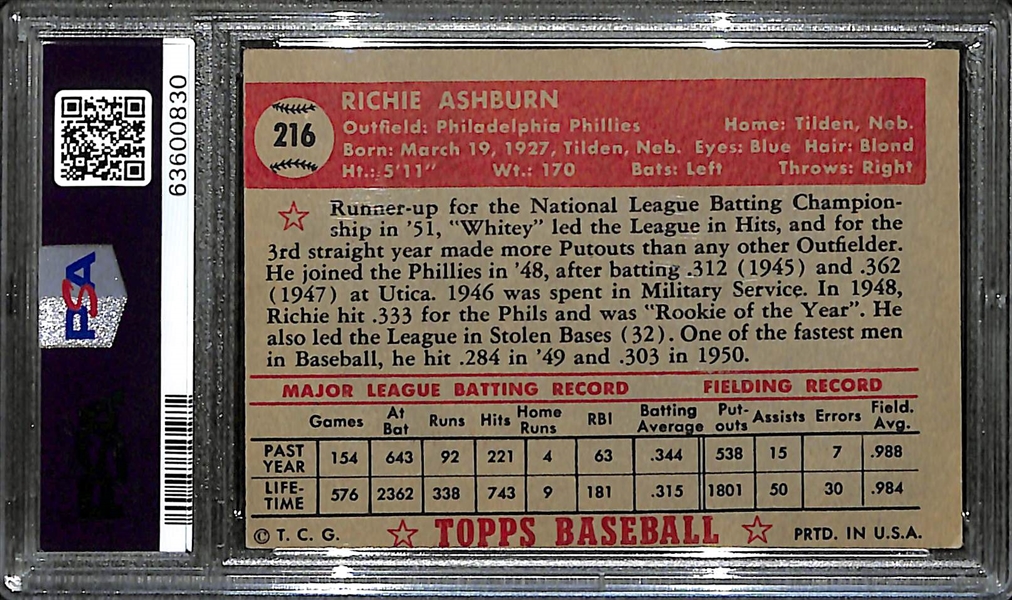 63600830
PSA
216
RICHIE ASHBURN
Outfield: Philadelphia Phillies Home: Tilden, Neb.
Born: March 19, 1927, Tilden, Neb. Eyes: Blue Hair: Blond
Ht.: 5'11" Wt.: 170 Bats: Left Throws: Right
Runner-up for the National League Batting Champion-
ship in '51, "Whitey" led the League in Hits, and for the
3rd straight year made more Putouts than any other Outfielder.
He joined the Phillies in '48, after batting .312 (1945) and .362
(1947) at Utica. 1946 was spent in Military Service. In 1948,
Richie hit .333 for the Phils and was "Rookie of the Year". He
also led the League in Stolen Bases (32). One of the fastest men
in Baseball, he hit .284 in '49 and .303 in 1950.
MAJOR LEAGUE BATTING RECORD FIELDING RECORD
Games At Bat Runs Hits Home Runs RBI Batting Average Put-outs Assists Errors Field. Avg.
PAST YEAR 154 643 92 221 4 63 .344 538 15 7 .988
LIFE-TIME 576 2362 338 743 9 181 .315 1801 50 30 .984
© T. C. G. TOPPS BASEBALL PRTD. IN U.S.A.